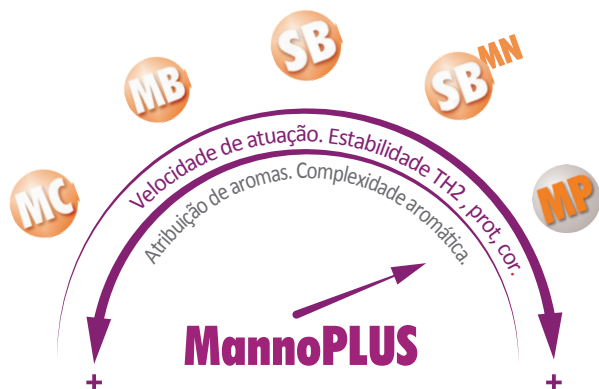 SB
MB
SB MN
MC
MP
Velocidade de atuação. Estabilidade TH2 , prot, cor.
Atribuição de aromas. Complexidade aromática.
MannoPLUS
+
+